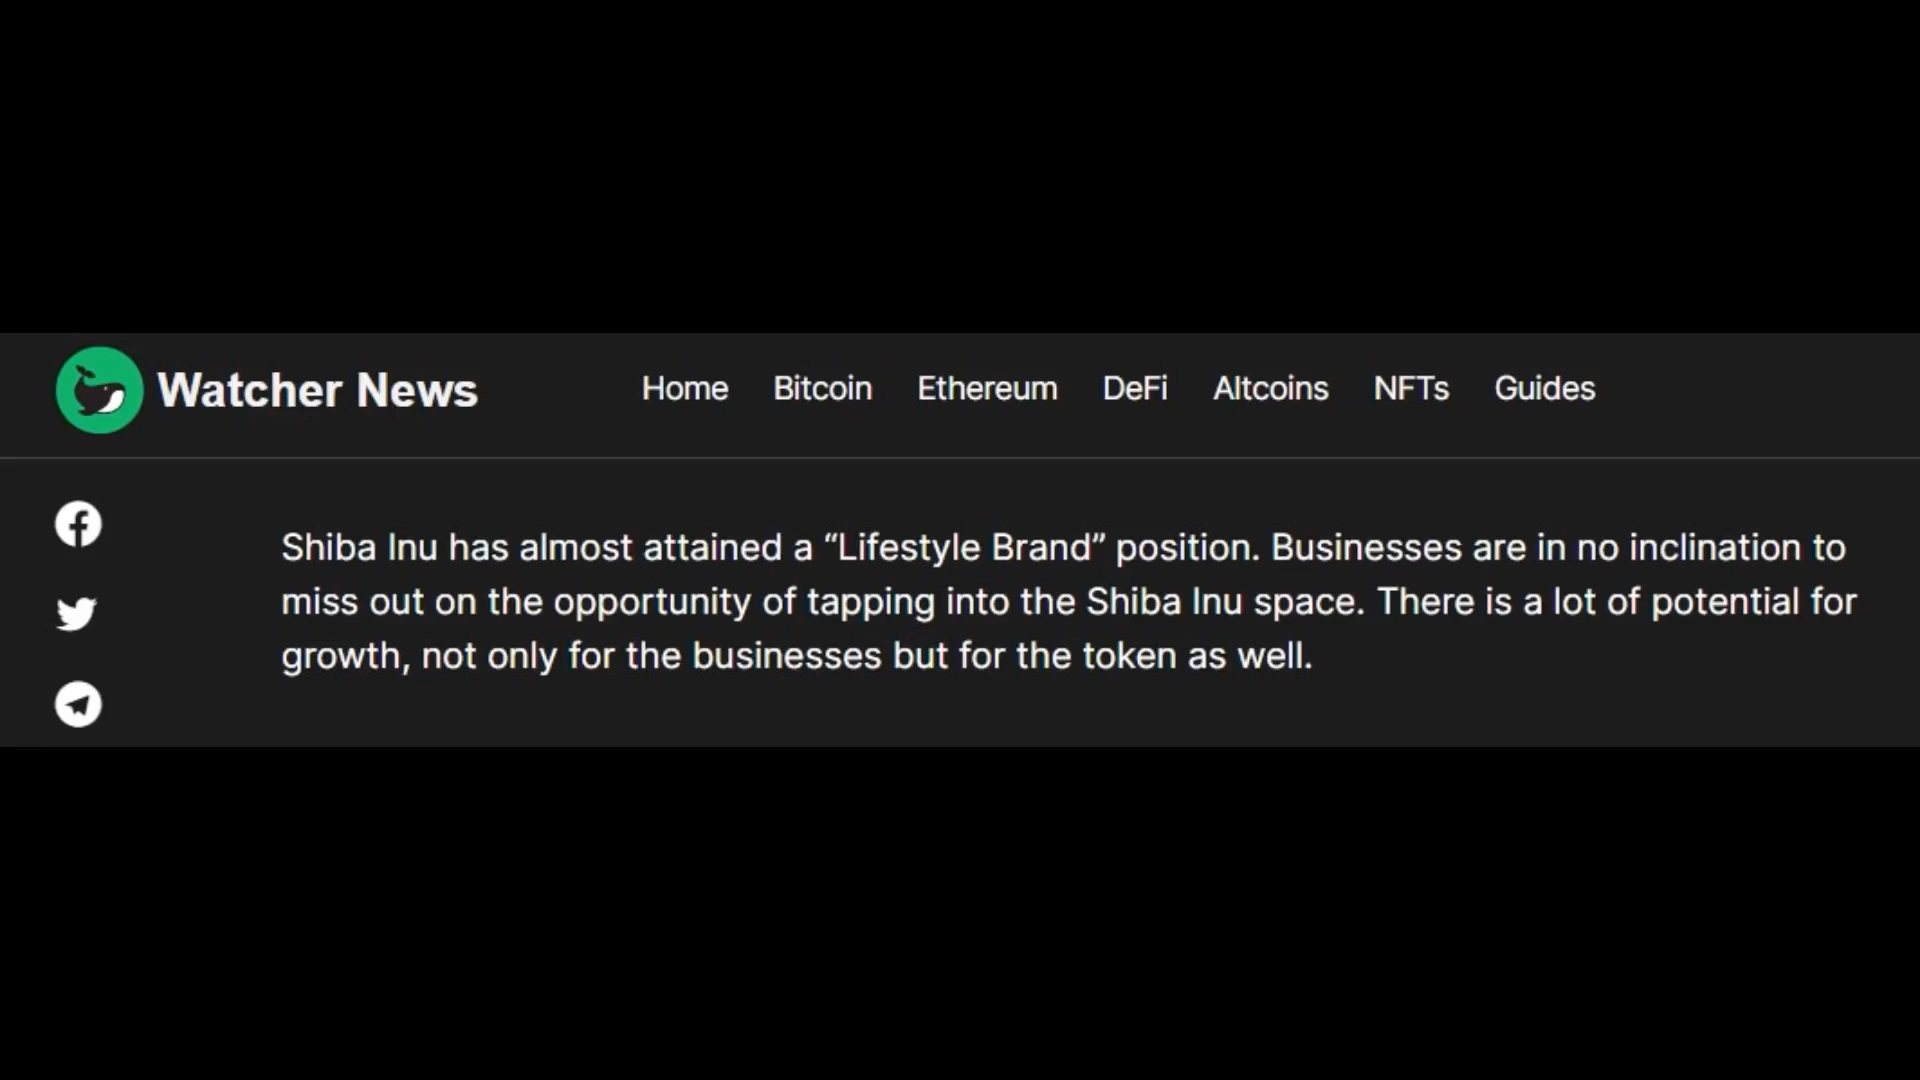 Watcher News
Home Bitcoin Ethereum DeFi Altcoins NFTs Guides
Shiba Inu has almost attained a “Lifestyle Brand” position. Businesses are in no inclination to
miss out on the opportunity of tapping into the Shiba Inu space. There is a lot of potential for
growth, not only for the businesses but for the token as well.